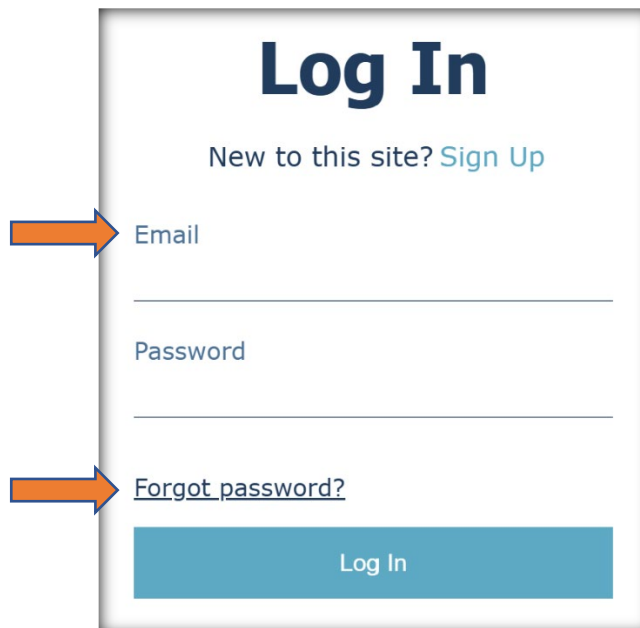 Log In
New to this site? Sign Up
Email
Password
Forgot password?
Log In